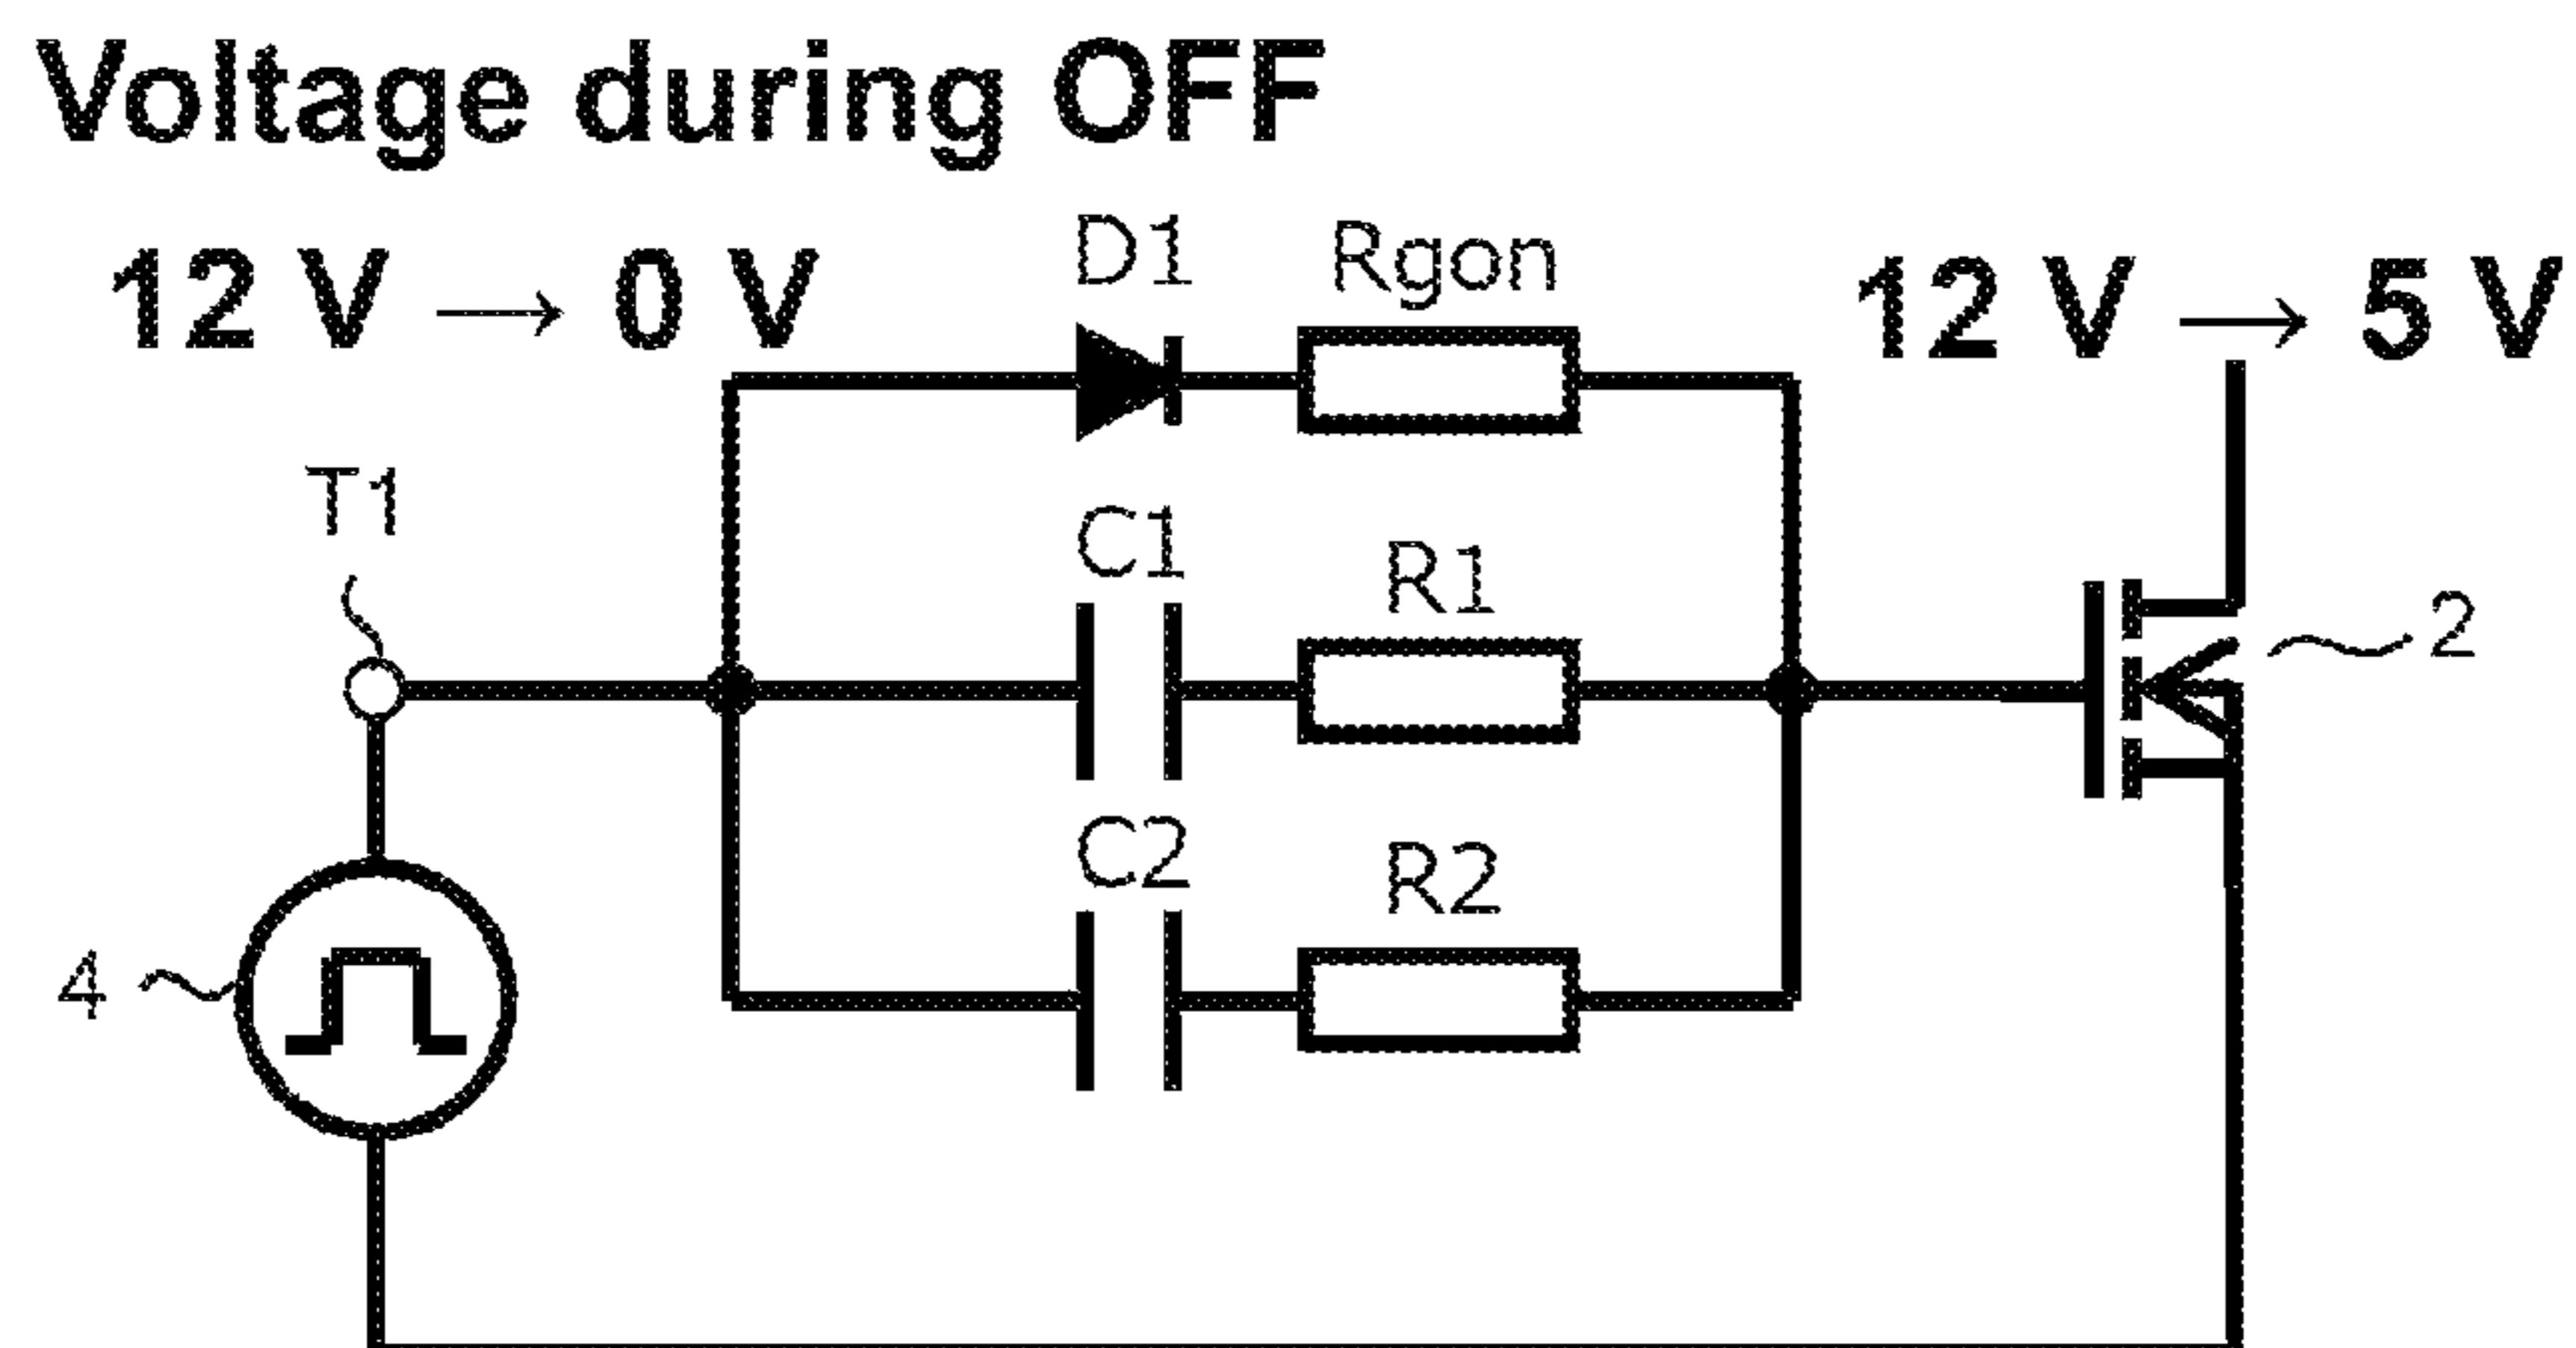 Voltage during OFF
12 V → 0 V
D1
Rgon
12 V → 5 V
T1
C1
R1
2
C2
R2
4